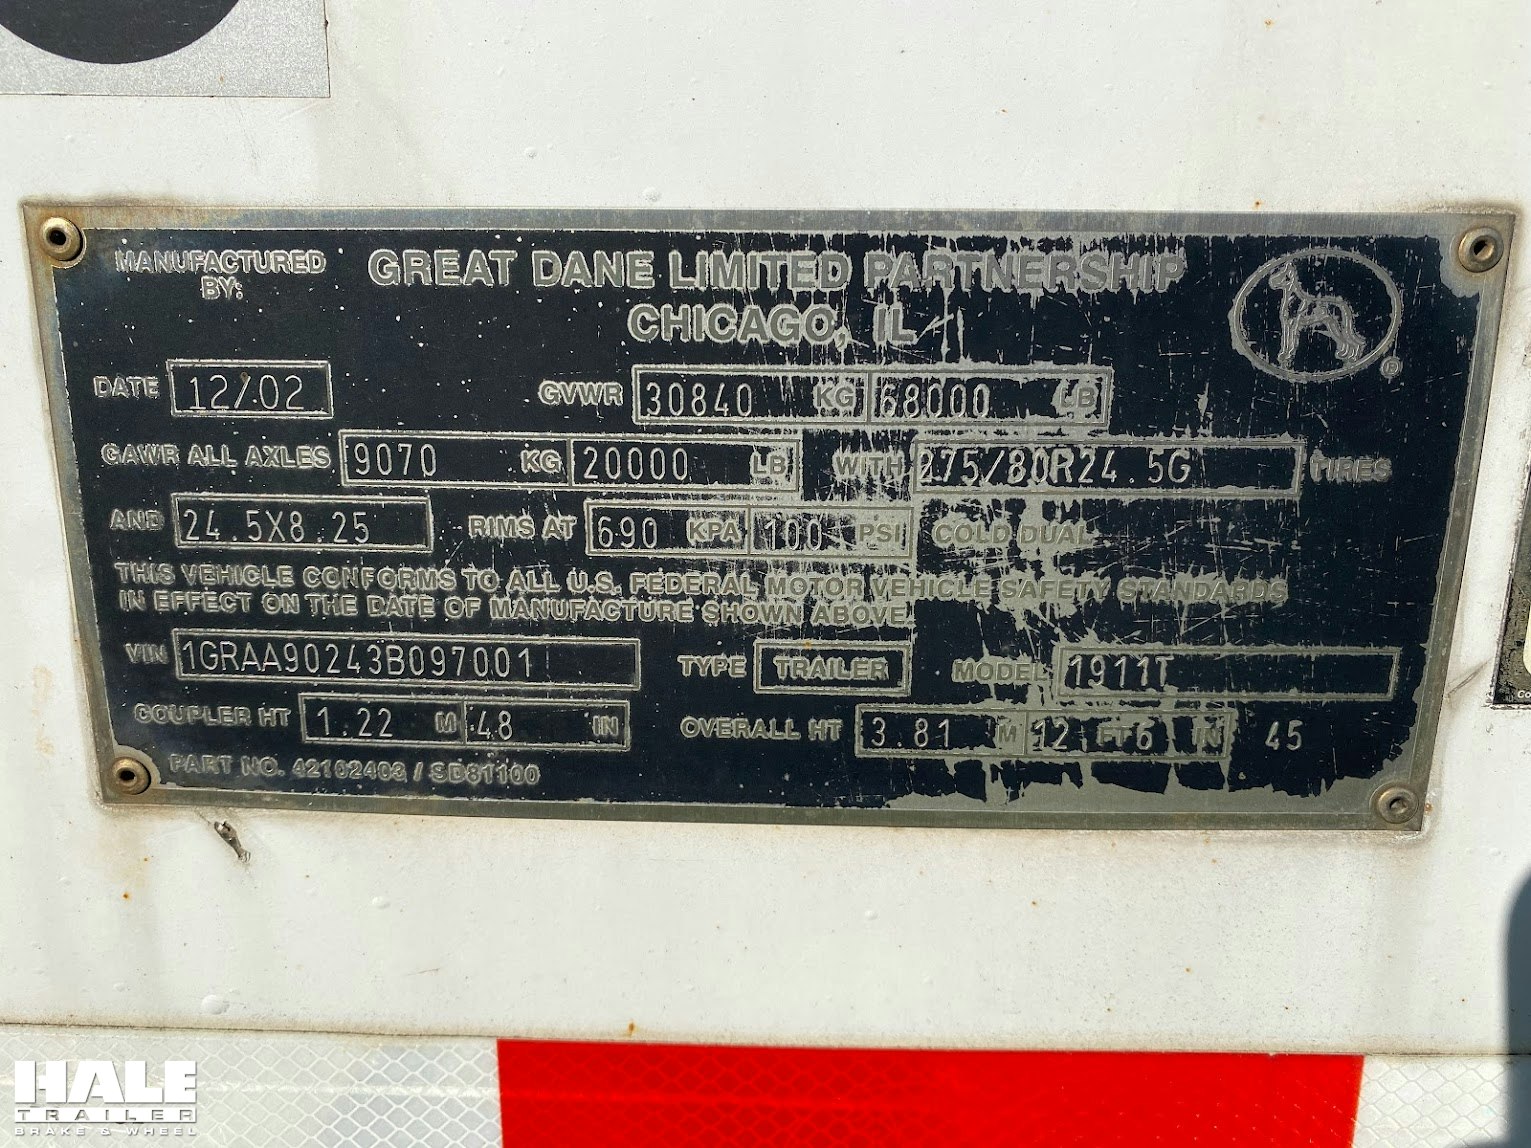 MANUFACTURED BY: GREAT DANE LIMITED PARTNERSHIP
CHICAGO, IL
®
DATE 12/02 GVWR 30840 KG 68000 LB
GAWR ALL AXLES 9070 KG 20000 LB WITH 275/80R24.5G TIRES
AND 24.5X8.25 RIMS AT 690 KPA 100 PSI COLD DUAL
THIS VEHICLE CONFORMS TO ALL U.S. FEDERAL MOTOR VEHICLE SAFETY STANDARDS
IN EFFECT ON THE DATE OF MANUFACTURE SHOWN ABOVE.
VIN 1GRAA90243B097001 TYPE TRAILER MODEL 1911T
COUPLER HT 1.22 M 48 IN OVERALL HT 3.81 M 12 FT 6 IN 45
PART NO. 42102403 / SD81100
HALE
TRAILER
BRAKE & WHEEL